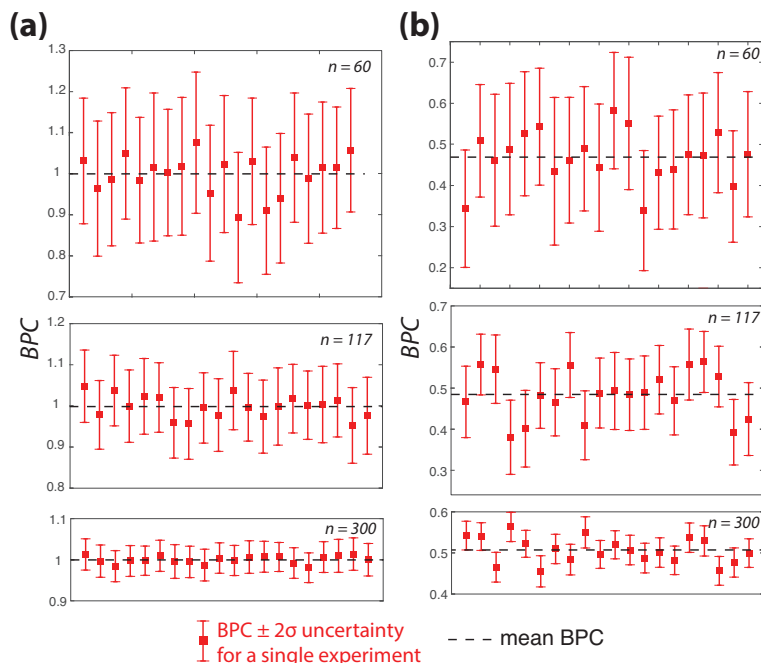 (a)
(b)
1.3
1.2
1.1
1
0.9
0.8
0.7
n = 60
0.7
0.6
0.5
0.4
0.3
0.2
n = 60
BPC
1.2
1.1
1
0.9
0.8
n = 117
BPC
0.7
0.6
0.5
0.4
0.3
n = 117
1.1
1
0.9
n = 300
0.6
0.5
0.4
n = 300
BPC ± 2σ uncertainty
for a single experiment
mean BPC